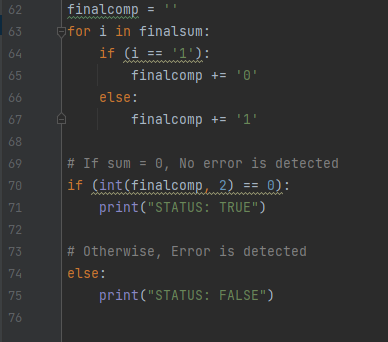 62 finalcomp = ''
63 for i in finalsum:
64     if (i == '1'):
65         finalcomp += '0'
66     else:
67         finalcomp += '1'
68
69 # If sum = 0, No error is detected
70 if (int(finalcomp, 2) == 0):
71     print("STATUS: TRUE")
72
73 # Otherwise, Error is detected
74 else:
75     print("STATUS: FALSE")
76